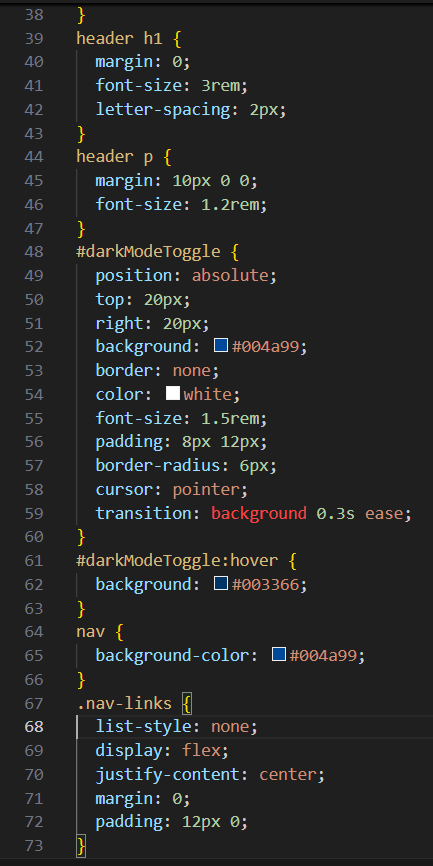 38 }
39 header h1 {
40   margin: 0;
41   font-size: 3rem;
42   letter-spacing: 2px;
43 }
44 header p {
45   margin: 10px 0 0;
46   font-size: 1.2rem;
47 }
48 #darkModeToggle {
49   position: absolute;
50   top: 20px;
51   right: 20px;
52   background: #004a99;
53   border: none;
54   color: white;
55   font-size: 1.5rem;
56   padding: 8px 12px;
57   border-radius: 6px;
58   cursor: pointer;
59   transition: background 0.3s ease;
60 }
61 #darkModeToggle:hover {
62   background: #003366;
63 }
64 nav {
65   background-color: #004a99;
66 }
67 .nav-links {
68   list-style: none;
69   display: flex;
70   justify-content: center;
71   margin: 0;
72   padding: 12px 0;
73 }